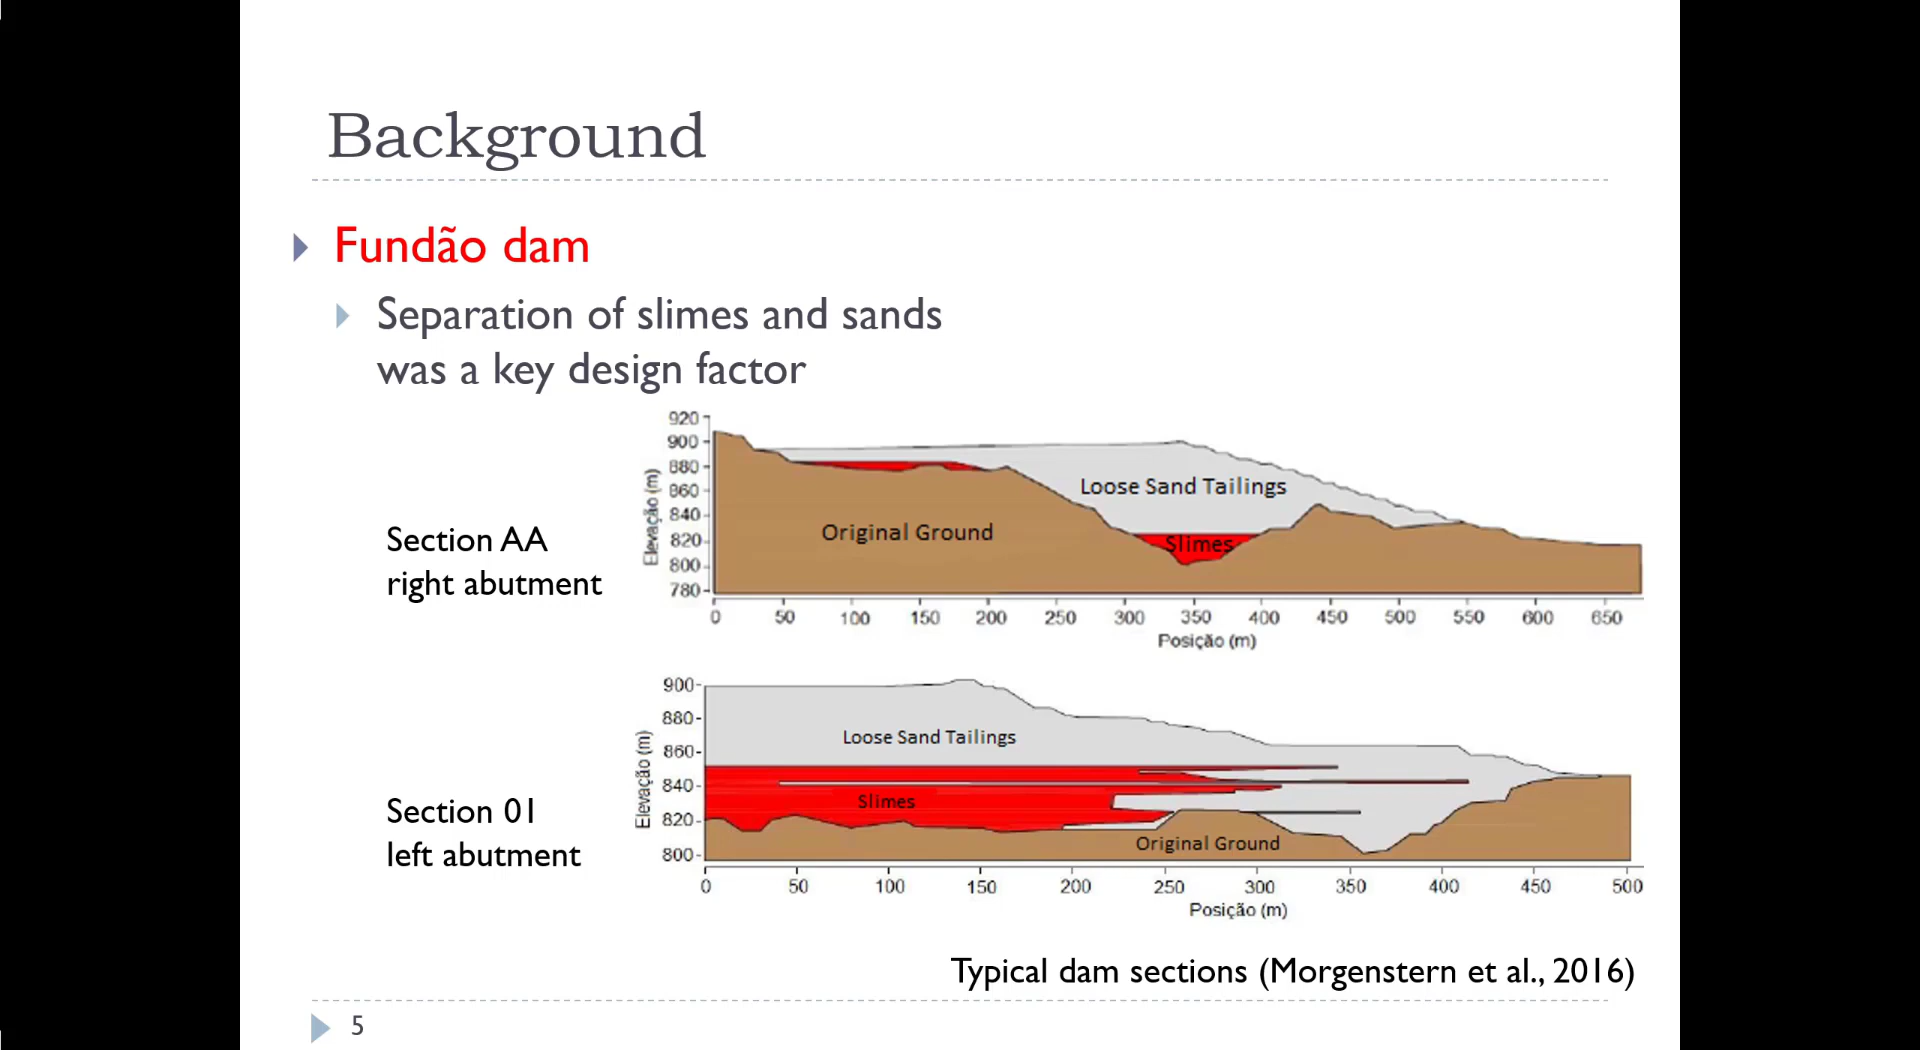 Background
Fundão dam
Separation of slimes and sands
was a key design factor
Section AA
right abutment
Elevação (m)
920
900
880
860
840
820
800
780
Loose Sand Tailings
Original Ground
Slimes
0 50 100 150 200 250 300 350 400 450 500 550 600 650
Posição (m)
Section 01
left abutment
Elevação (m)
900
880
860
840
820
800
Loose Sand Tailings
Slimes
Original Ground
0 50 100 150 200 250 300 350 400 450 500
Posição (m)
Typical dam sections (Morgenstern et al., 2016)
5